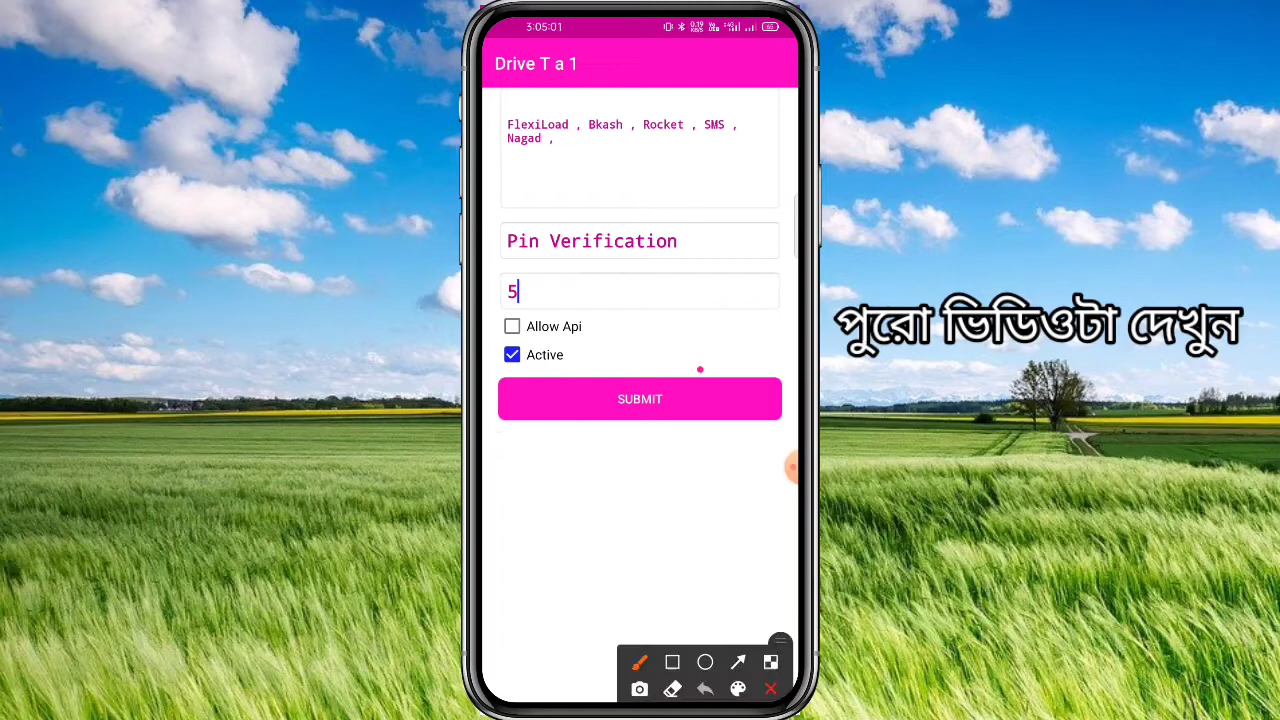 3:05:01
Drive T a 1
FlexiLoad , Bkash , Rocket , SMS ,
Nagad ,
Pin Verification
5
Allow Api
Active
SUBMIT
পুরো ভিডিওটা দেখুন